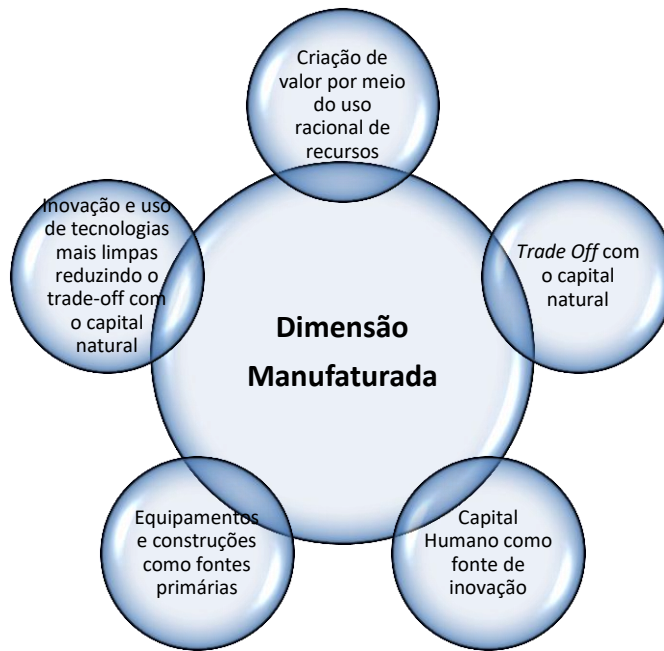 Criação de
valor por meio
do uso
racional de
recursos
Trade Off com
o capital
natural
Capital
Humano como
fonte de
inovação
Equipamentos
e construções
como fontes
primárias
Inovação e uso
de tecnologias
mais limpas
reduzindo o
trade-off com
o capital
natural
Dimensão
Manufaturada